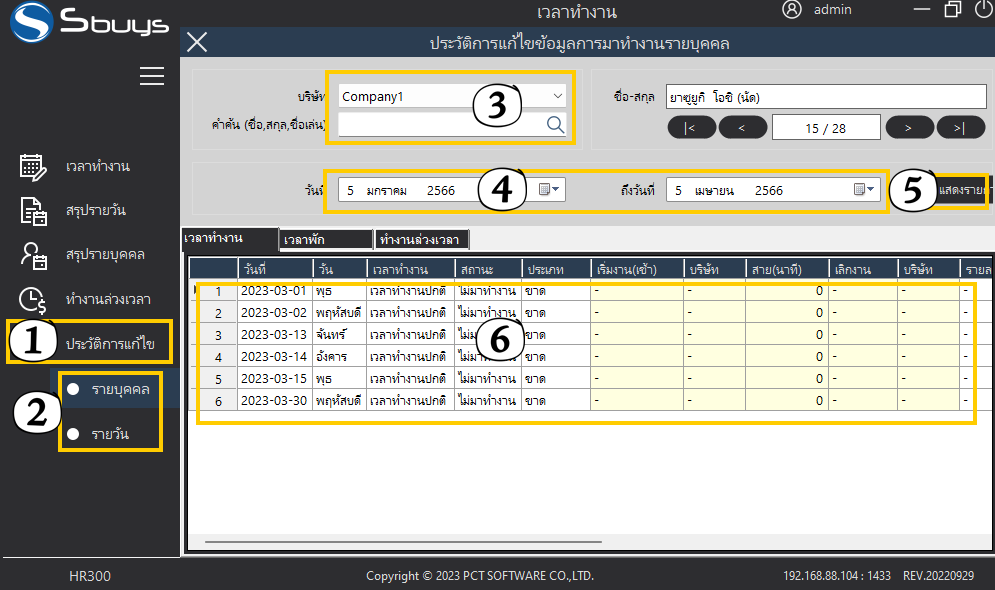 Sbuys
เวลาทำงาน
admin
ประวัติการแก้ไขข้อมูลการมาทำงานรายบุคคล
บริษัท Company1
คำค้น (ชื่อ,สกุล,ชื่อเล่น)
3
ชื่อ-สกุล ยาซูยูกิ โอชิ (นัด)
|< < 15 / 28 > >|
วันที่ 5 มกราคม 2566
4
ถึงวันที่ 5 เมษายน 2566
5
แสดงราย
เวลาทำงาน
สรุปรายวัน
สรุปรายบุคคล
ทำงานล่วงเวลา
1 ประวัติการแก้ไข
2
รายบุคคล
รายวัน
เวลาทำงาน เวลาพัก ทำงานล่วงเวลา
วันที่ วัน เวลาทำงาน สถานะ ประเภท เริ่มงาน(เช้า) บริษัท สาย(นาที) เลิกงาน บริษัท รายล
1 2023-03-01 พุธ เวลาทำงานปกติ ไม่มาทำงาน ขาด - - 0 - - -
2 2023-03-02 พฤหัสบดี เวลาทำงานปกติ ไม่มาทำงาน ขาด - - 0 - - -
3 2023-03-13 จันทร์ เวลาทำงานปกติ ไม่มา ขาด - - 0 - - -
4 2023-03-14 อังคาร เวลาทำงานปกติ ไม่มา ขาด - - 0 - - -
5 2023-03-15 พุธ เวลาทำงานปกติ ไม่มาทำงาน ขาด - - 0 - - -
6 2023-03-30 พฤหัสบดี เวลาทำงานปกติ ไม่มาทำงาน ขาด - - 0 - - -
6
HR300
Copyright © 2023 PCT SOFTWARE CO.,LTD.
192.168.88.104 : 1433 REV.20220929